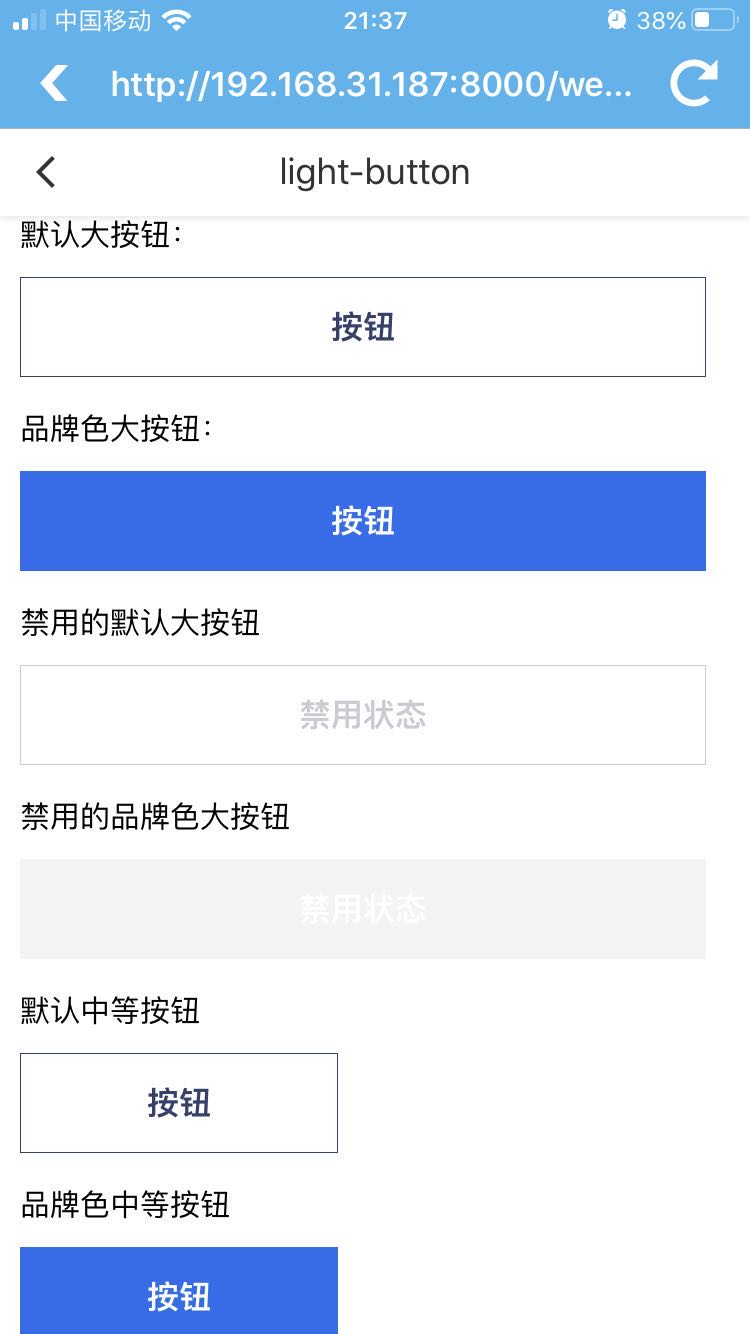 中国移动 21:37 38%
http://192.168.31.187:8000/we...
light-button
默认大按钮:
按钮
品牌色大按钮:
按钮
禁用的默认大按钮
禁用状态
禁用的品牌色大按钮
禁用状态
默认中等按钮
按钮
品牌色中等按钮
按钮